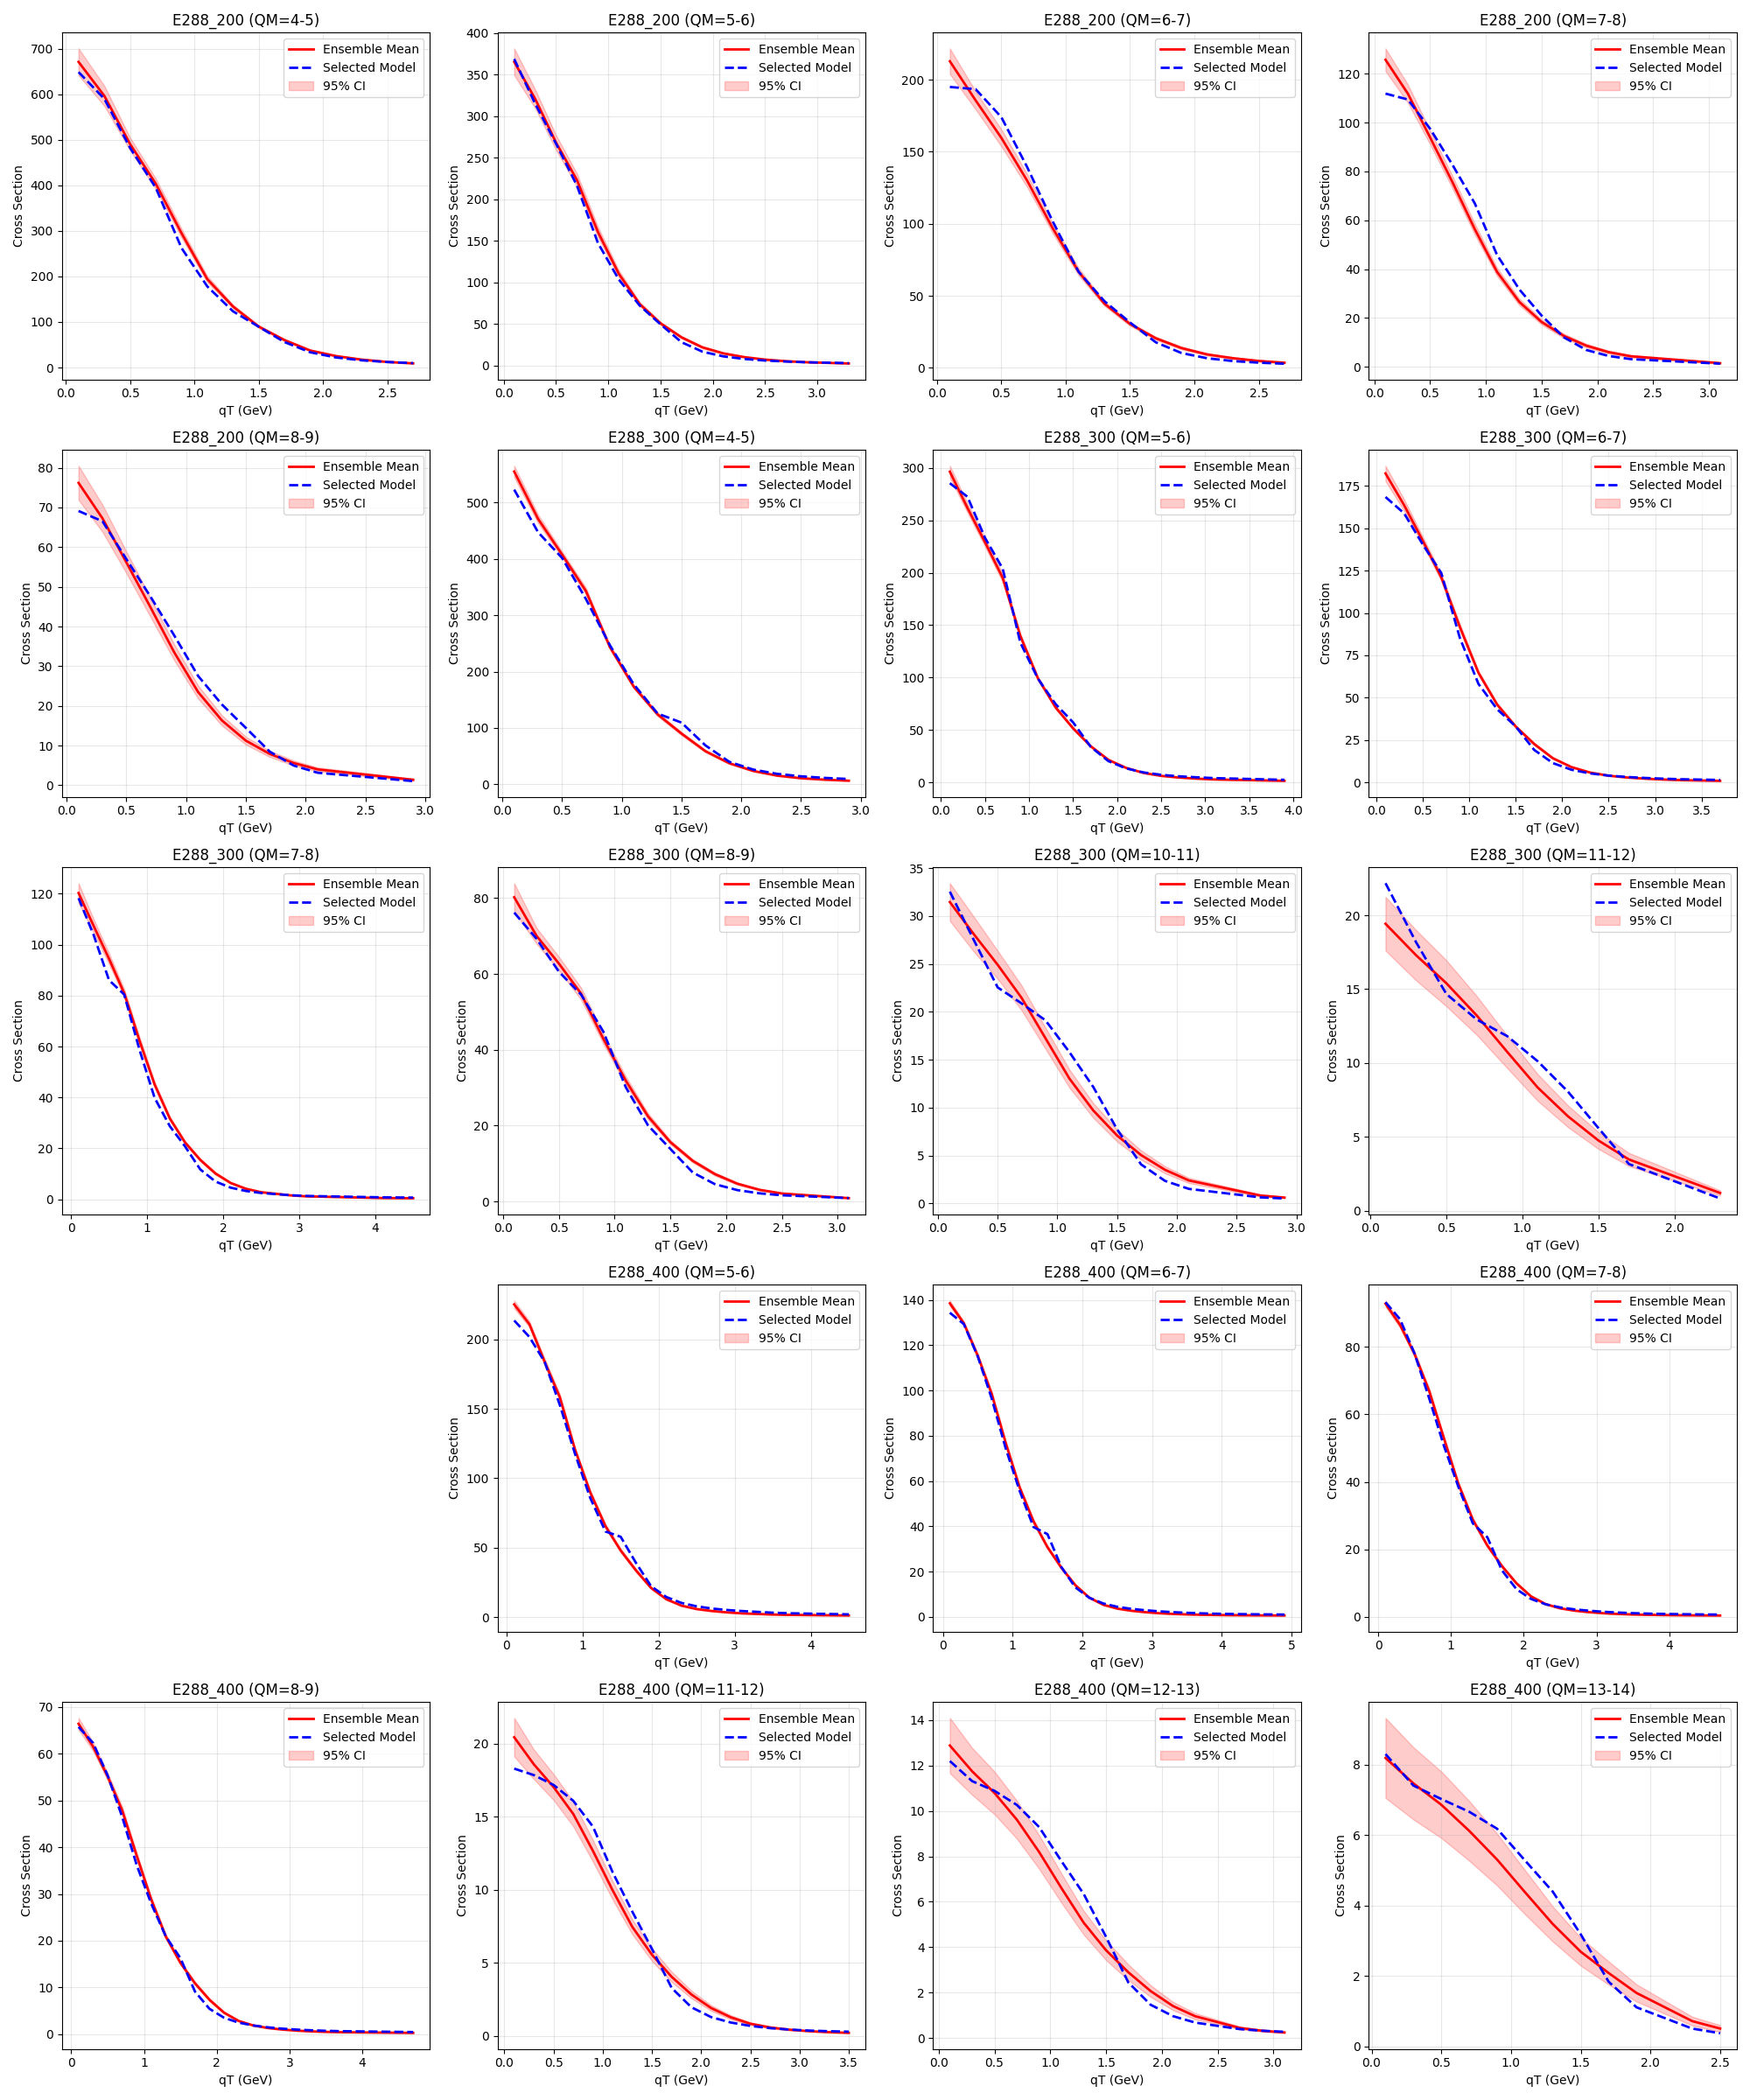 E288_200 (QM=4-5)
Cross Section
700
600
500
400
300
200
100
0
0.0 0.5 1.0 1.5 2.0 2.5
qT (GeV)
Ensemble Mean
Selected Model
95% CI
E288_200 (QM=5-6)
Cross Section
400
350
300
250
200
150
100
50
0
0.0 0.5 1.0 1.5 2.0 2.5 3.0
qT (GeV)
Ensemble Mean
Selected Model
95% CI
E288_200 (QM=6-7)
Cross Section
200
150
100
50
0
0.0 0.5 1.0 1.5 2.0 2.5
qT (GeV)
Ensemble Mean
Selected Model
95% CI
E288_200 (QM=7-8)
Cross Section
120
100
80
60
40
20
0
0.0 0.5 1.0 1.5 2.0 2.5 3.0
qT (GeV)
Ensemble Mean
Selected Model
95% CI
E288_200 (QM=8-9)
Cross Section
80
70
60
50
40
30
20
10
0
0.0 0.5 1.0 1.5 2.0 2.5 3.0
qT (GeV)
Ensemble Mean
Selected Model
95% CI
E288_300 (QM=4-5)
Cross Section
500
400
300
200
100
0
0.0 0.5 1.0 1.5 2.0 2.5 3.0
qT (GeV)
Ensemble Mean
Selected Model
95% CI
E288_300 (QM=5-6)
Cross Section
300
250
200
150
100
50
0
0.0 0.5 1.0 1.5 2.0 2.5 3.0 3.5 4.0
qT (GeV)
Ensemble Mean
Selected Model
95% CI
E288_300 (QM=6-7)
Cross Section
175
150
125
100
75
50
25
0
0.0 0.5 1.0 1.5 2.0 2.5 3.0 3.5
qT (GeV)
Ensemble Mean
Selected Model
95% CI
E288_300 (QM=7-8)
Cross Section
120
100
80
60
40
20
0
0 1 2 3 4
qT (GeV)
Ensemble Mean
Selected Model
95% CI
E288_300 (QM=8-9)
Cross Section
80
60
40
20
0
0.0 0.5 1.0 1.5 2.0 2.5 3.0
qT (GeV)
Ensemble Mean
Selected Model
95% CI
E288_300 (QM=10-11)
Cross Section
35
30
25
20
15
10
5
0
0.0 0.5 1.0 1.5 2.0 2.5 3.0
qT (GeV)
Ensemble Mean
Selected Model
95% CI
E288_300 (QM=11-12)
Cross Section
20
15
10
5
0
0.0 0.5 1.0 1.5 2.0
qT (GeV)
Ensemble Mean
Selected Model
95% CI
E288_400 (QM=5-6)
Cross Section
200
150
100
50
0
0 1 2 3 4
qT (GeV)
Ensemble Mean
Selected Model
95% CI
E288_400 (QM=6-7)
Cross Section
140
120
100
80
60
40
20
0
0 1 2 3 4 5
qT (GeV)
Ensemble Mean
Selected Model
95% CI
E288_400 (QM=7-8)
Cross Section
80
60
40
20
0
0 1 2 3 4
qT (GeV)
Ensemble Mean
Selected Model
95% CI
E288_400 (QM=8-9)
Cross Section
70
60
50
40
30
20
10
0
0 1 2 3 4
qT (GeV)
Ensemble Mean
Selected Model
95% CI
E288_400 (QM=11-12)
Cross Section
20
15
10
5
0
0.0 0.5 1.0 1.5 2.0 2.5 3.0 3.5
qT (GeV)
Ensemble Mean
Selected Model
95% CI
E288_400 (QM=12-13)
Cross Section
14
12
10
8
6
4
2
0
0.0 0.5 1.0 1.5 2.0 2.5 3.0
qT (GeV)
Ensemble Mean
Selected Model
95% CI
E288_400 (QM=13-14)
Cross Section
8
6
4
2
0
0.0 0.5 1.0 1.5 2.0 2.5
qT (GeV)
Ensemble Mean
Selected Model
95% CI